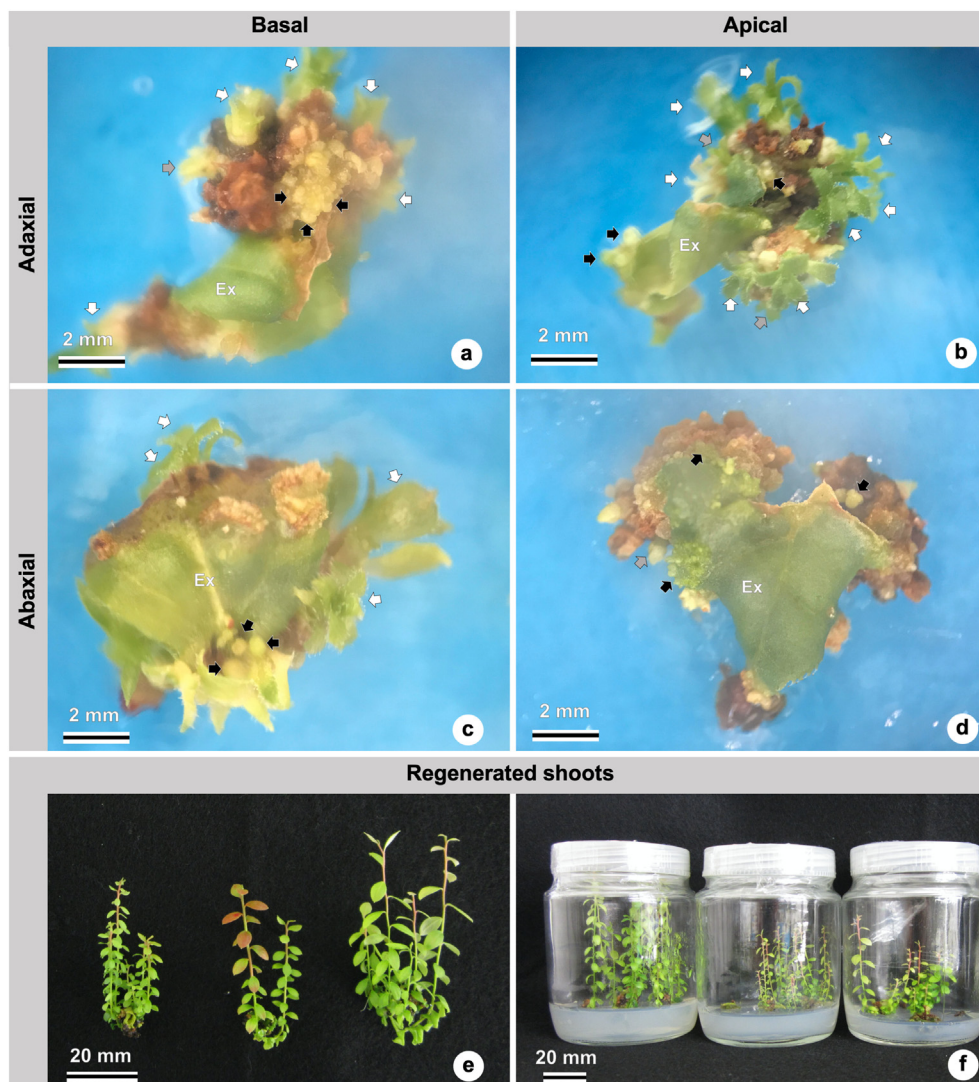 Basal
Apical
Adaxial
Ex
2 mm
a
Ex
2 mm
b
Abaxial
Ex
2 mm
c
Ex
2 mm
d
Regenerated shoots
20 mm
e
20 mm
f